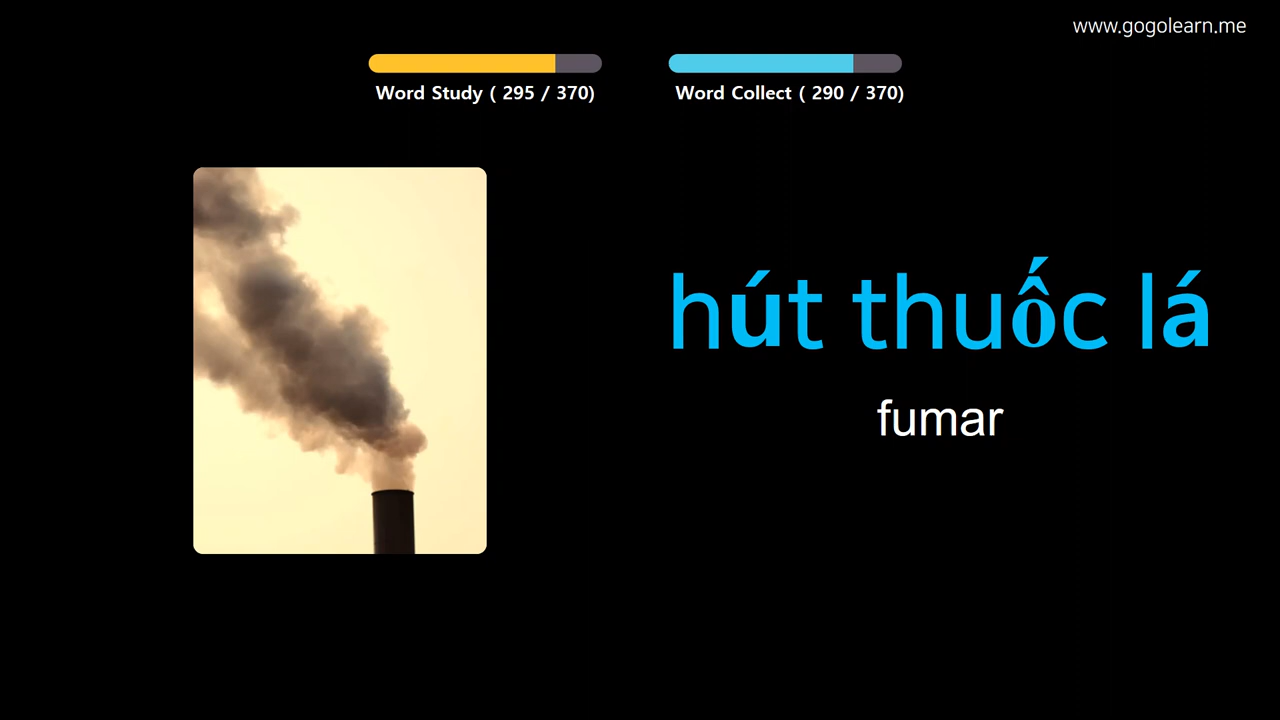 www.gogolearn.me
Word Study ( 295 / 370)
Word Collect ( 290 / 370)
hút thuốc lá
fumar